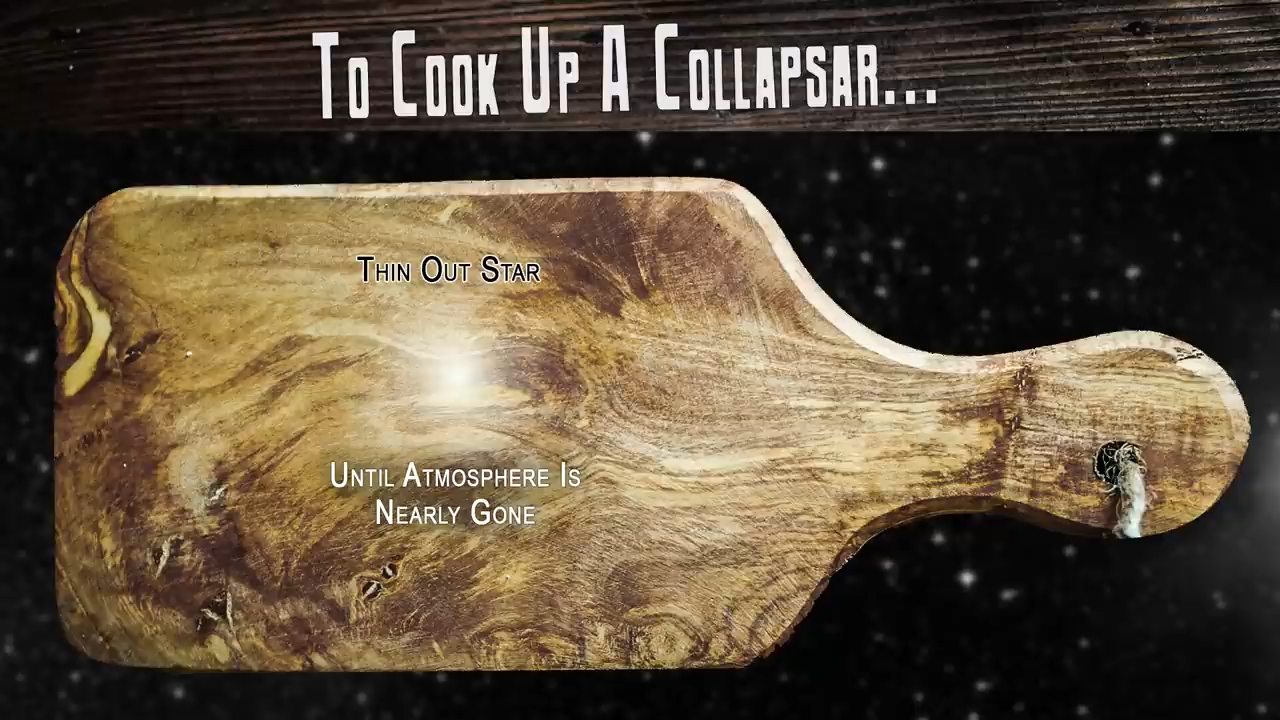 To Cook Up A Collapsar...
Thin Out Star
Until Atmosphere Is
Nearly Gone